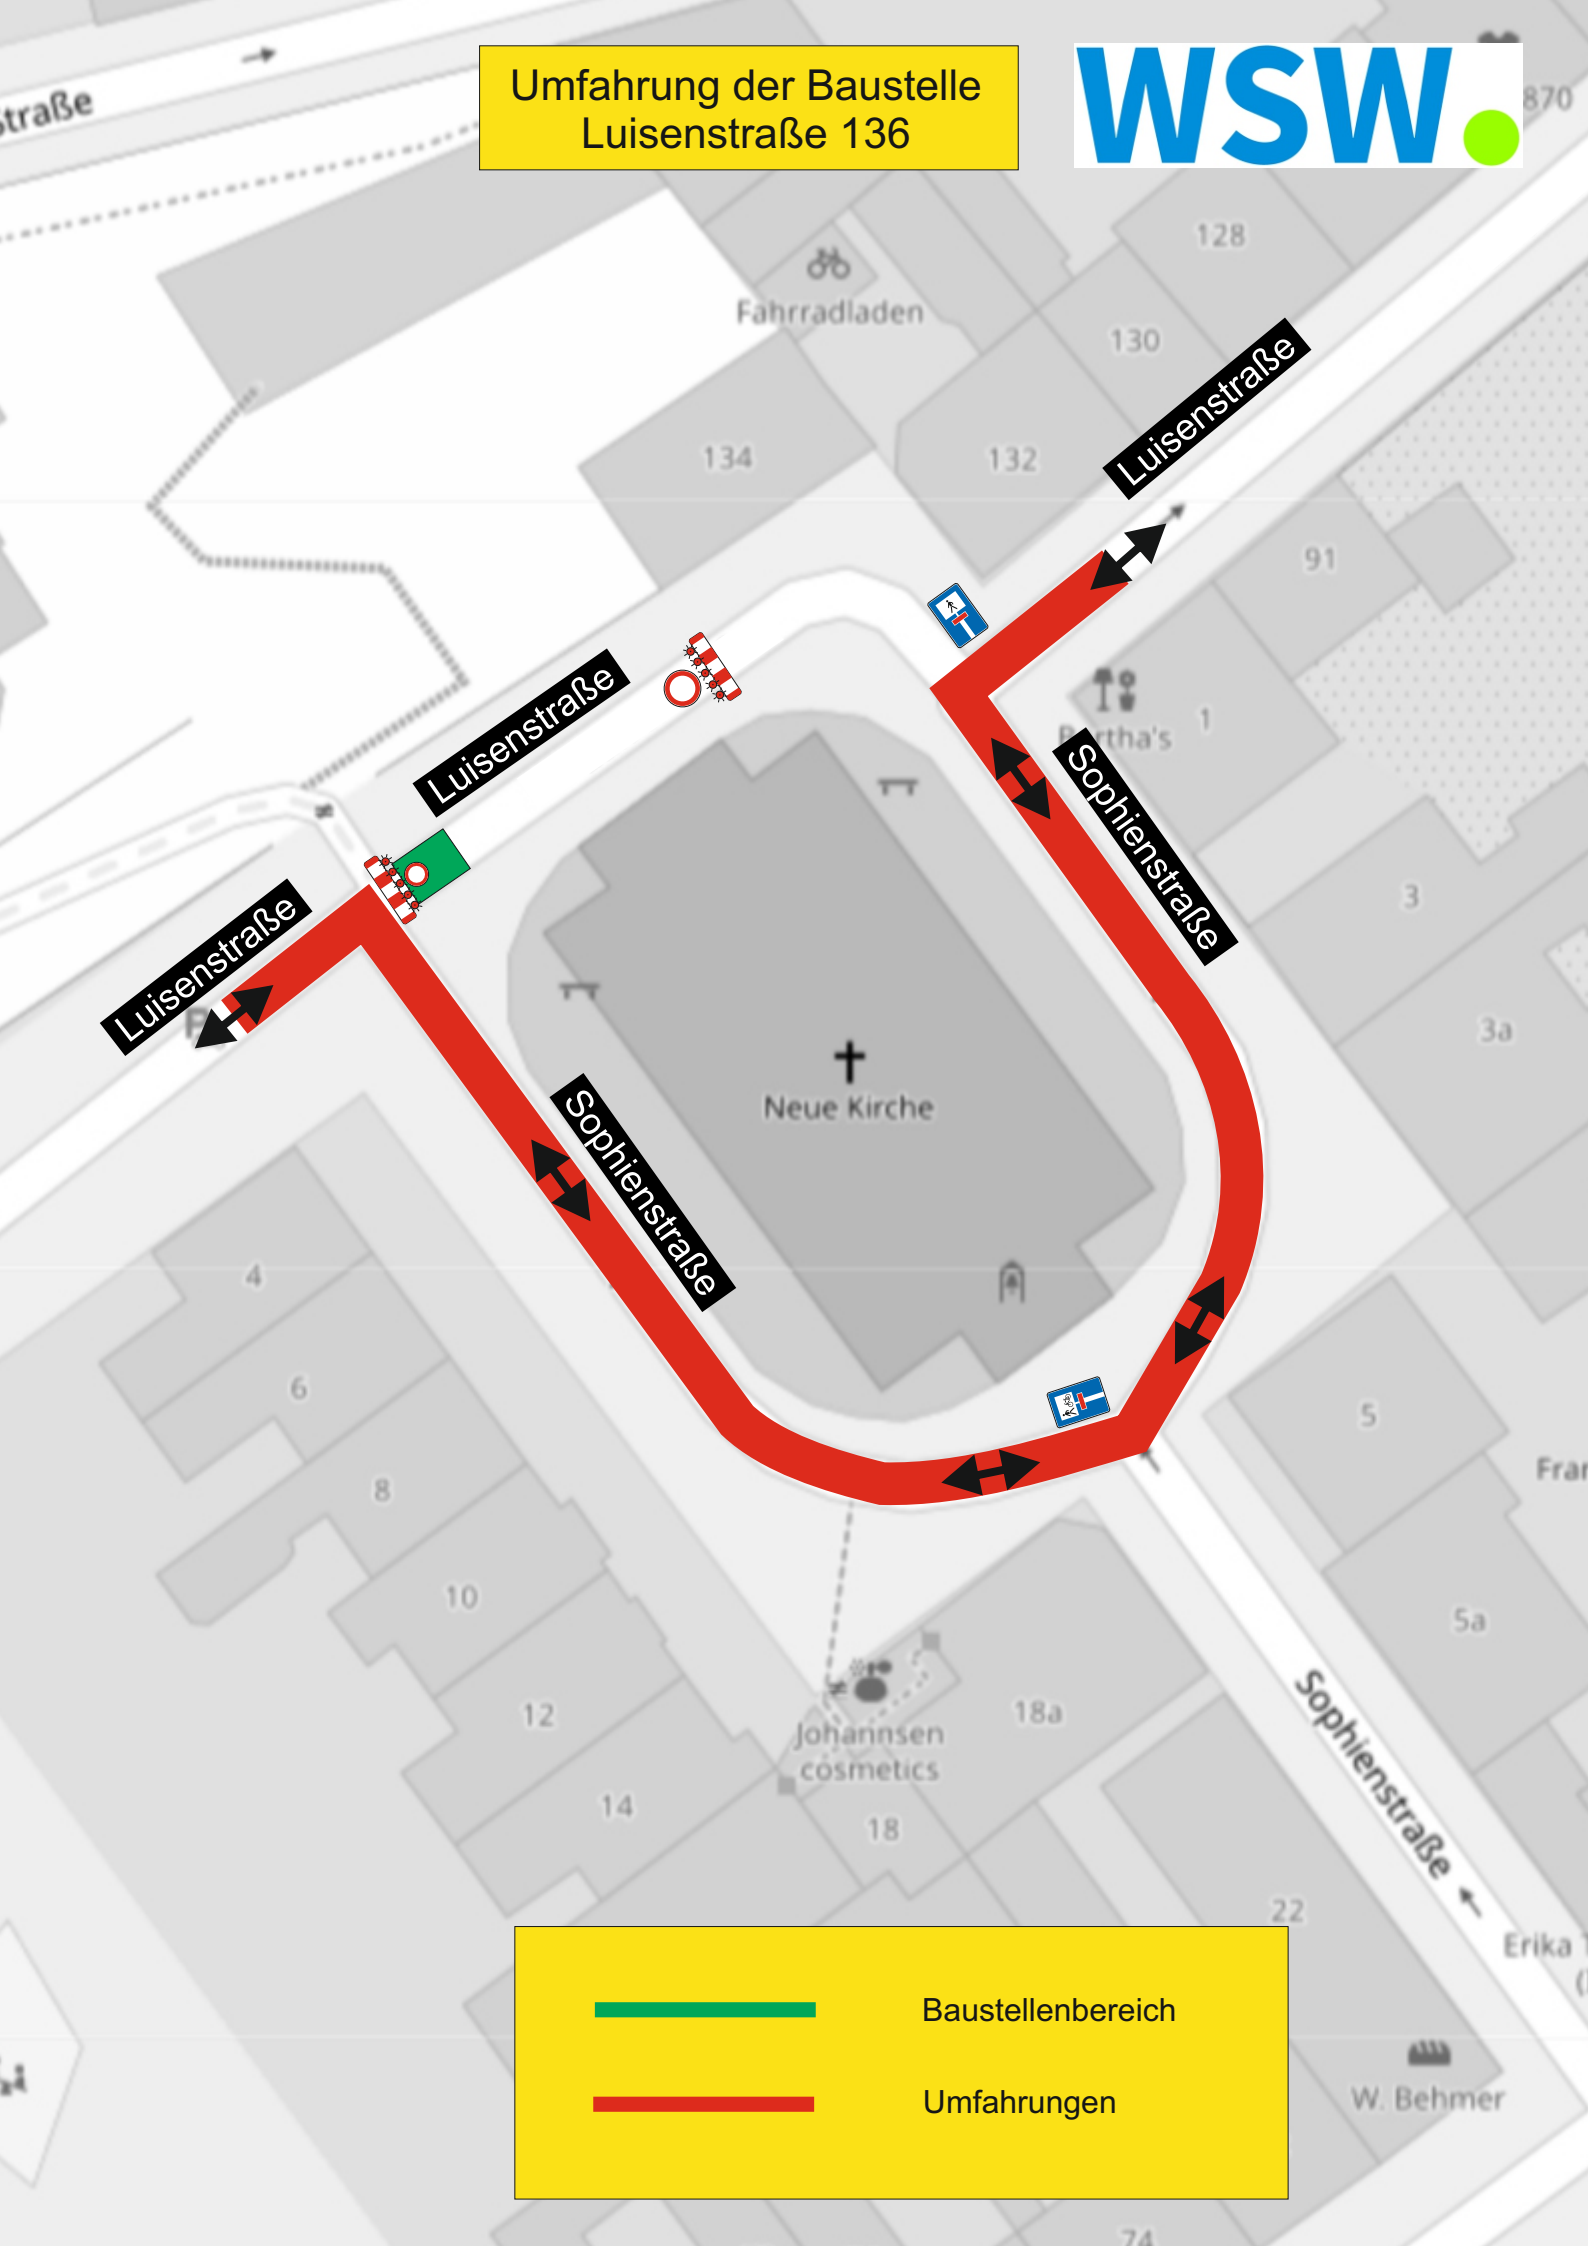 Umfahrung der Baustelle
Luisenstraße 136
WSW.
870
128
Fahrradladen
130
Luisenstraße
134
132
91
Luisenstraße
1
Sophienstraße
3
Luisenstraße
3a
Neue Kirche
Sophienstraße
4
6
5
8
10
5a
12
18a
Johannsen
cosmetics
Sophienstraße
14
18
22
Erika
Baustellenbereich
Umfahrungen
W. Behmer
74